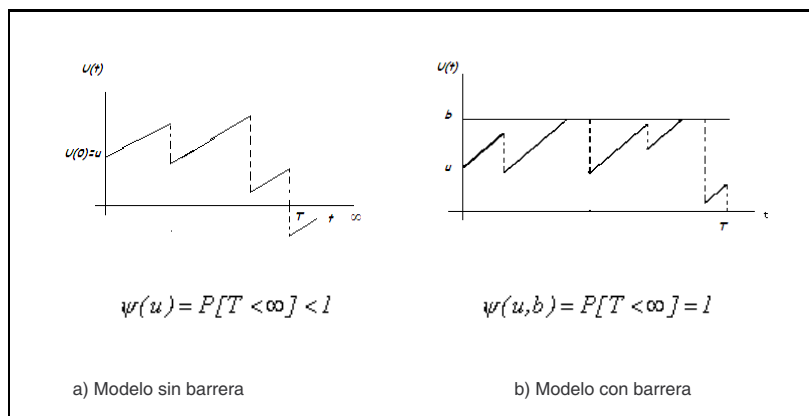 U(t)
U(0)=u
T
t
∞
ψ(u) = P[T <∞] < 1
a) Modelo sin barrera
U(t)
b
u
T
t
ψ(u,b) = P[T <∞] = 1
b) Modelo con barrera